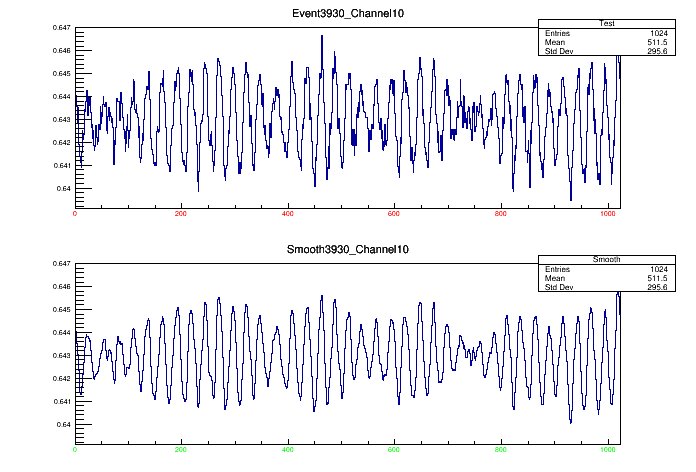 Event3930_Channel10
Test
Entries 1024
Mean 511.5
Std Dev 295.6
0.647
0.646
0.645
0.644
0.643
0.642
0.641
0.64
0 200 400 600 800 1000
Smooth3930_Channel10
Smooth
Entries 1024
Mean 511.5
Std Dev 295.6
0.647
0.646
0.645
0.644
0.643
0.642
0.641
0.64
0 200 400 600 800 1000